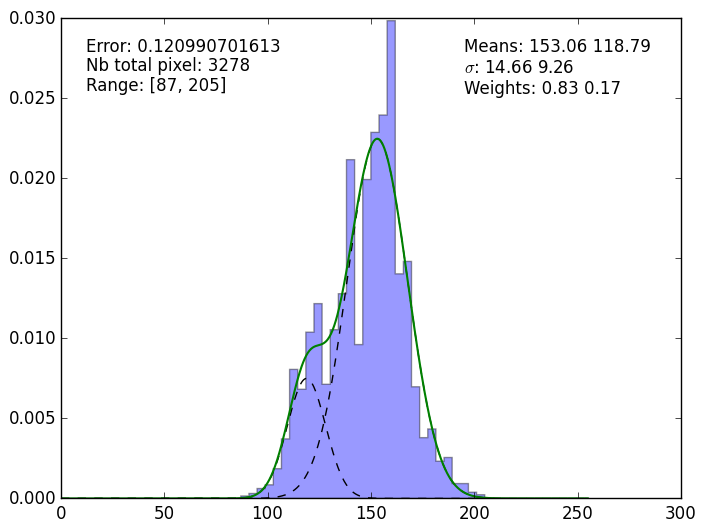 Error: 0.120990701613
Nb total pixel: 3278
Range: [87, 205]
Means: 153.06 118.79
σ: 14.66 9.26
Weights: 0.83 0.17
0.030
0.025
0.020
0.015
0.010
0.005
0.000
0 50 100 150 200 250 300